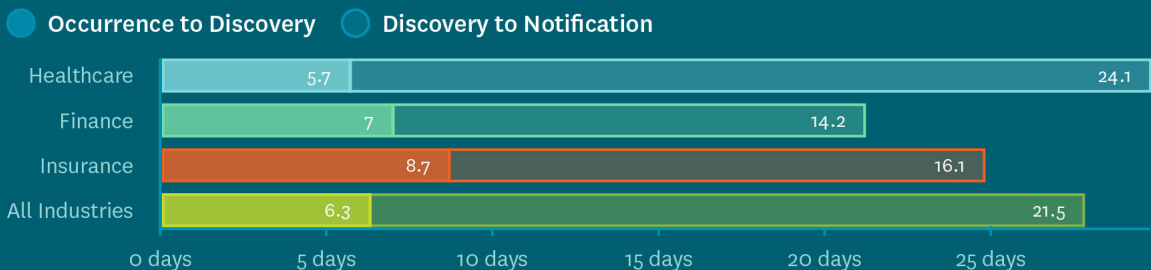 Occurrence to Discovery Discovery to Notification
Healthcare 5.7 24.1
Finance 7 14.2
Insurance 8.7 16.1
All Industries 6.3 21.5
0 days 5 days 10 days 15 days 20 days 25 days